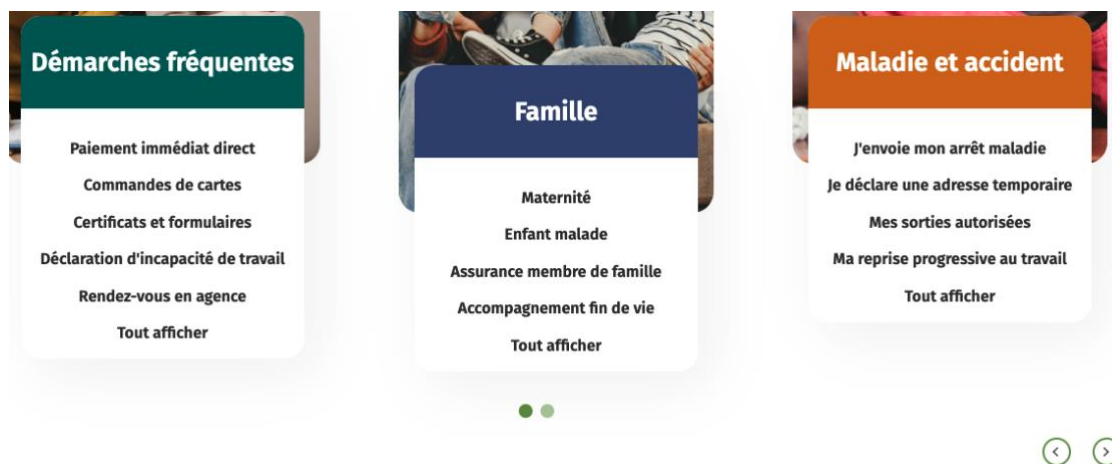 Démarches fréquentes
Paiement immédiat direct
Commandes de cartes
Certificats et formulaires
Déclaration d'incapacité de travail
Rendez-vous en agence
Tout afficher
Famille
Maternité
Enfant malade
Assurance membre de famille
Accompagnement fin de vie
Tout afficher
Maladie et accident
J'envoie mon arrêt maladie
Je déclare une adresse temporaire
Mes sorties autorisées
Ma reprise progressive au travail
Tout afficher